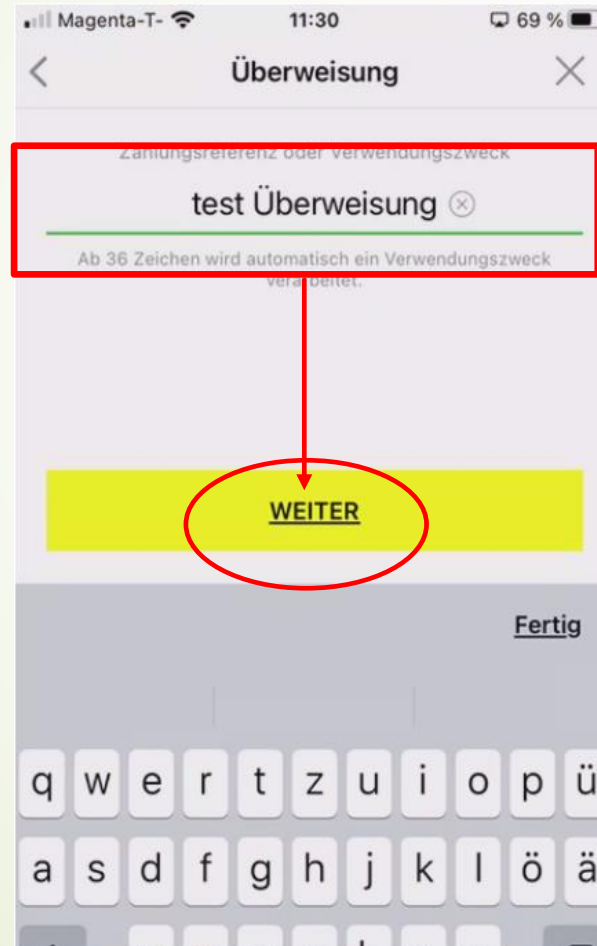 Magenta-T- 11:30 69 %
Überweisung
Zahlungsreferenz oder Verwendungszweck
test Überweisung
Ab 36 Zeichen wird automatisch ein Verwendungszweck
verarbeitet.
WEITER
Fertig
q w e r t z u i o p ü
a s d f g h j k l ö ä